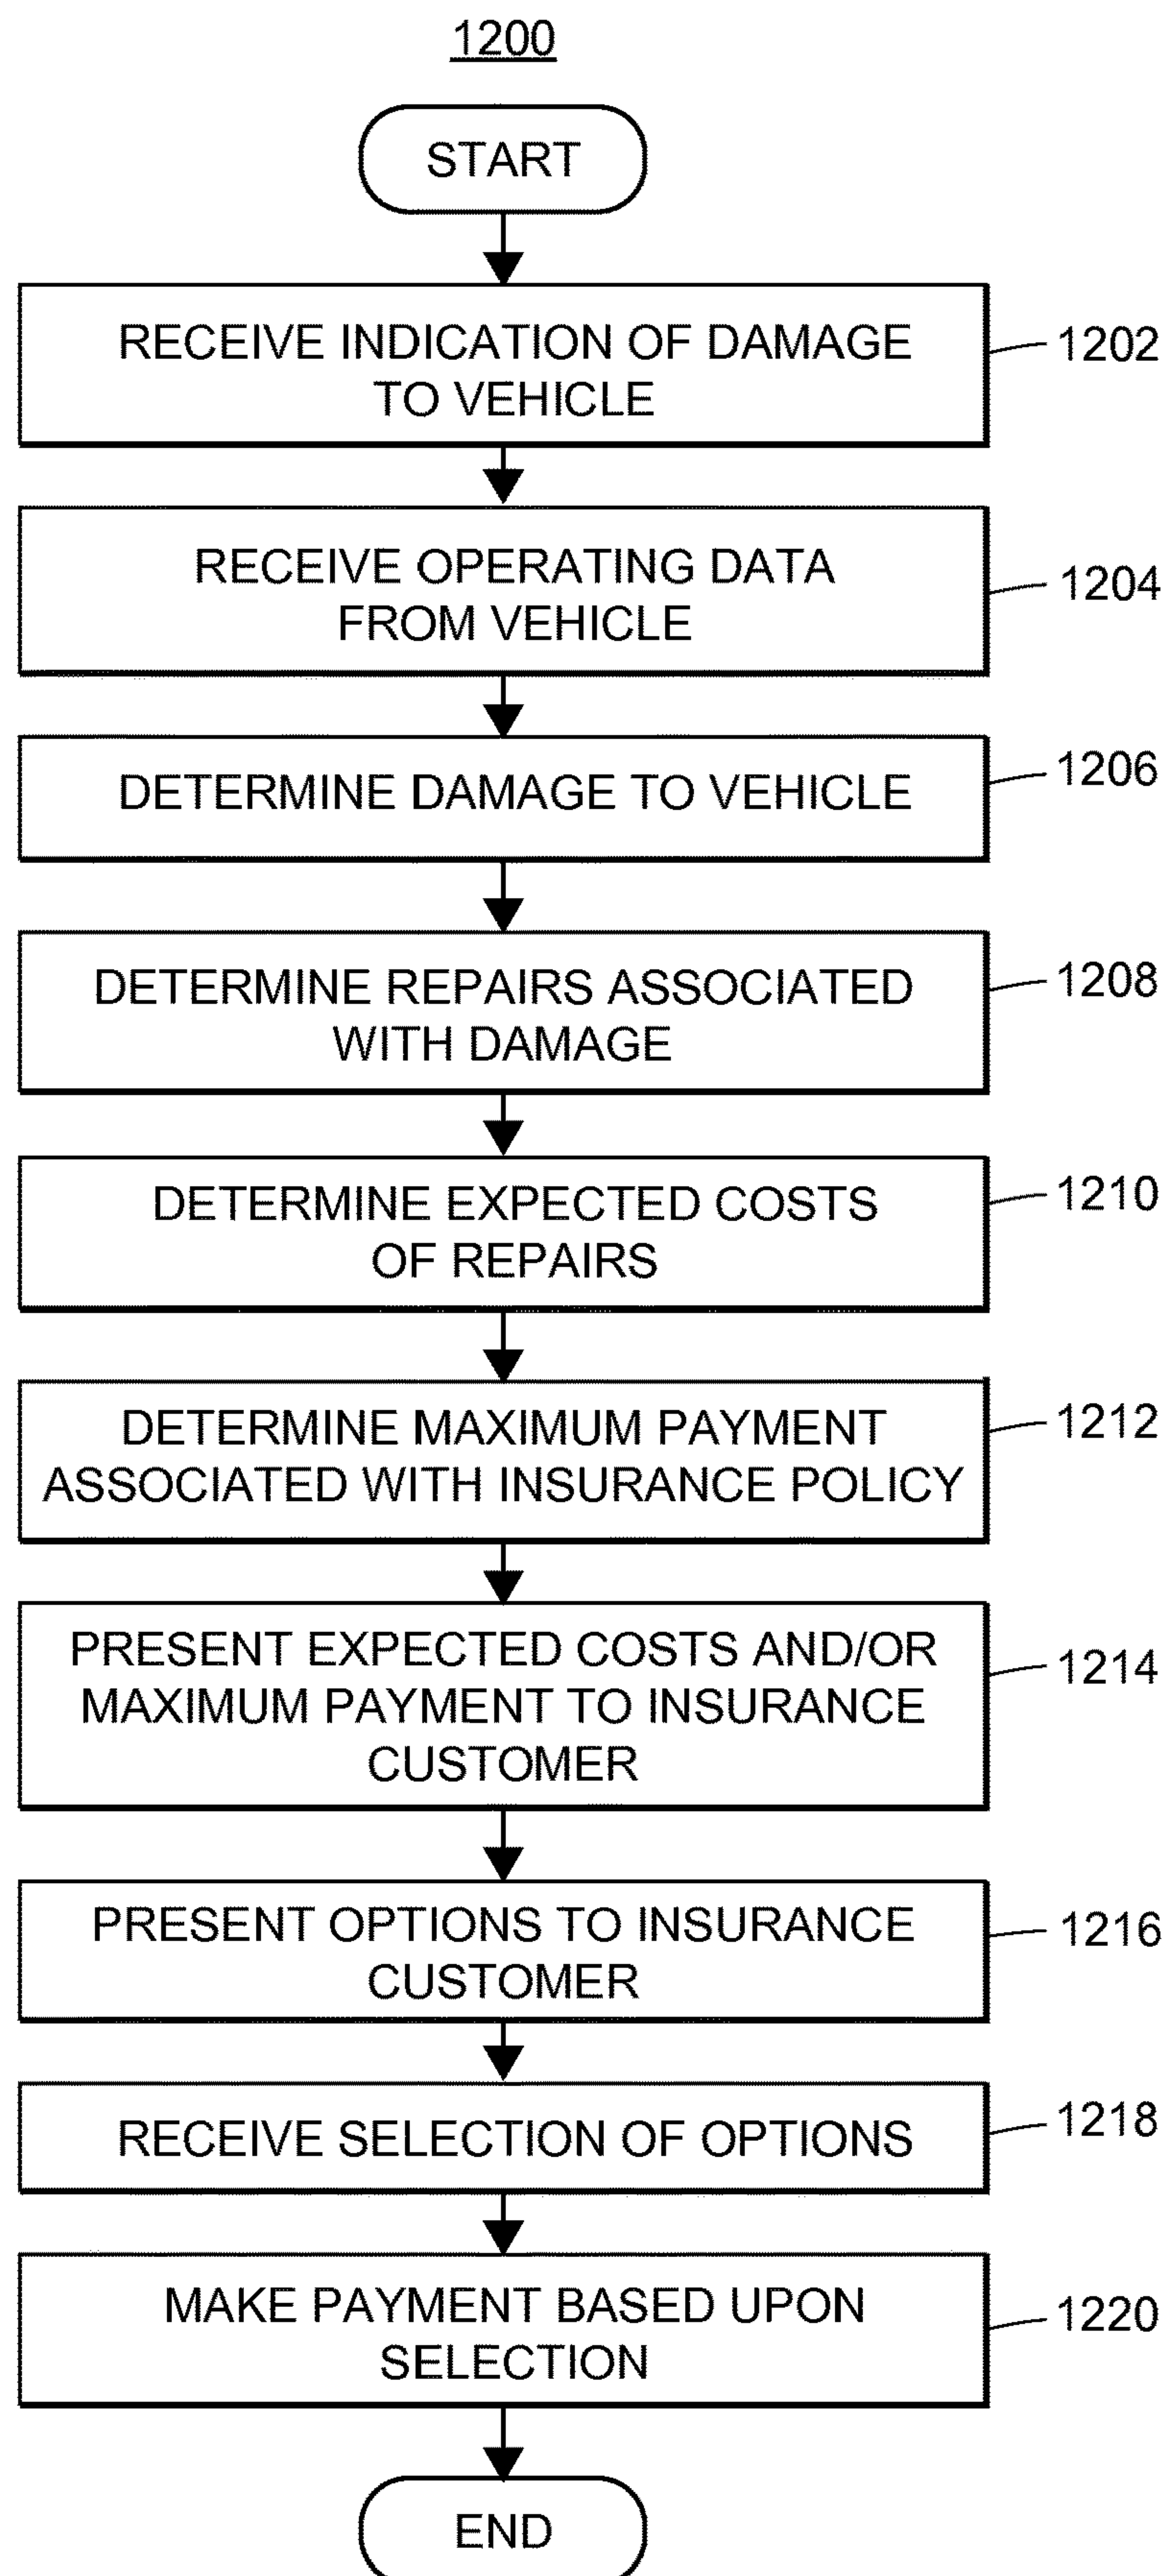 1200
START
RECEIVE INDICATION OF DAMAGE
TO VEHICLE
1202
RECEIVE OPERATING DATA
FROM VEHICLE
1204
DETERMINE DAMAGE TO VEHICLE
1206
DETERMINE REPAIRS ASSOCIATED
WITH DAMAGE
1208
DETERMINE EXPECTED COSTS
OF REPAIRS
1210
DETERMINE MAXIMUM PAYMENT
ASSOCIATED WITH INSURANCE POLICY
1212
PRESENT EXPECTED COSTS AND/OR
MAXIMUM PAYMENT TO INSURANCE
CUSTOMER
1214
PRESENT OPTIONS TO INSURANCE
CUSTOMER
1216
RECEIVE SELECTION OF OPTIONS
1218
MAKE PAYMENT BASED UPON
SELECTION
1220
END